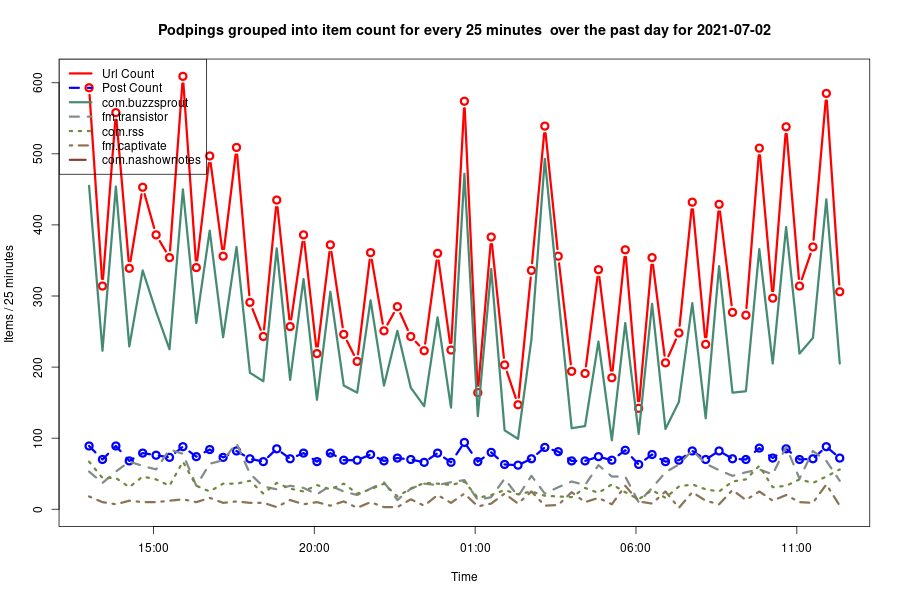 Podpings grouped into item count for every 25 minutes  over the past day for 2021-07-02
Items / 25 minutes
600
500
400
300
200
100
0
Url Count
Post Count
com.buzzsprout
fm.transistor
com.rss
fm.captivate
com.nashownotes
15:00 20:00 01:00 06:00 11:00
Time